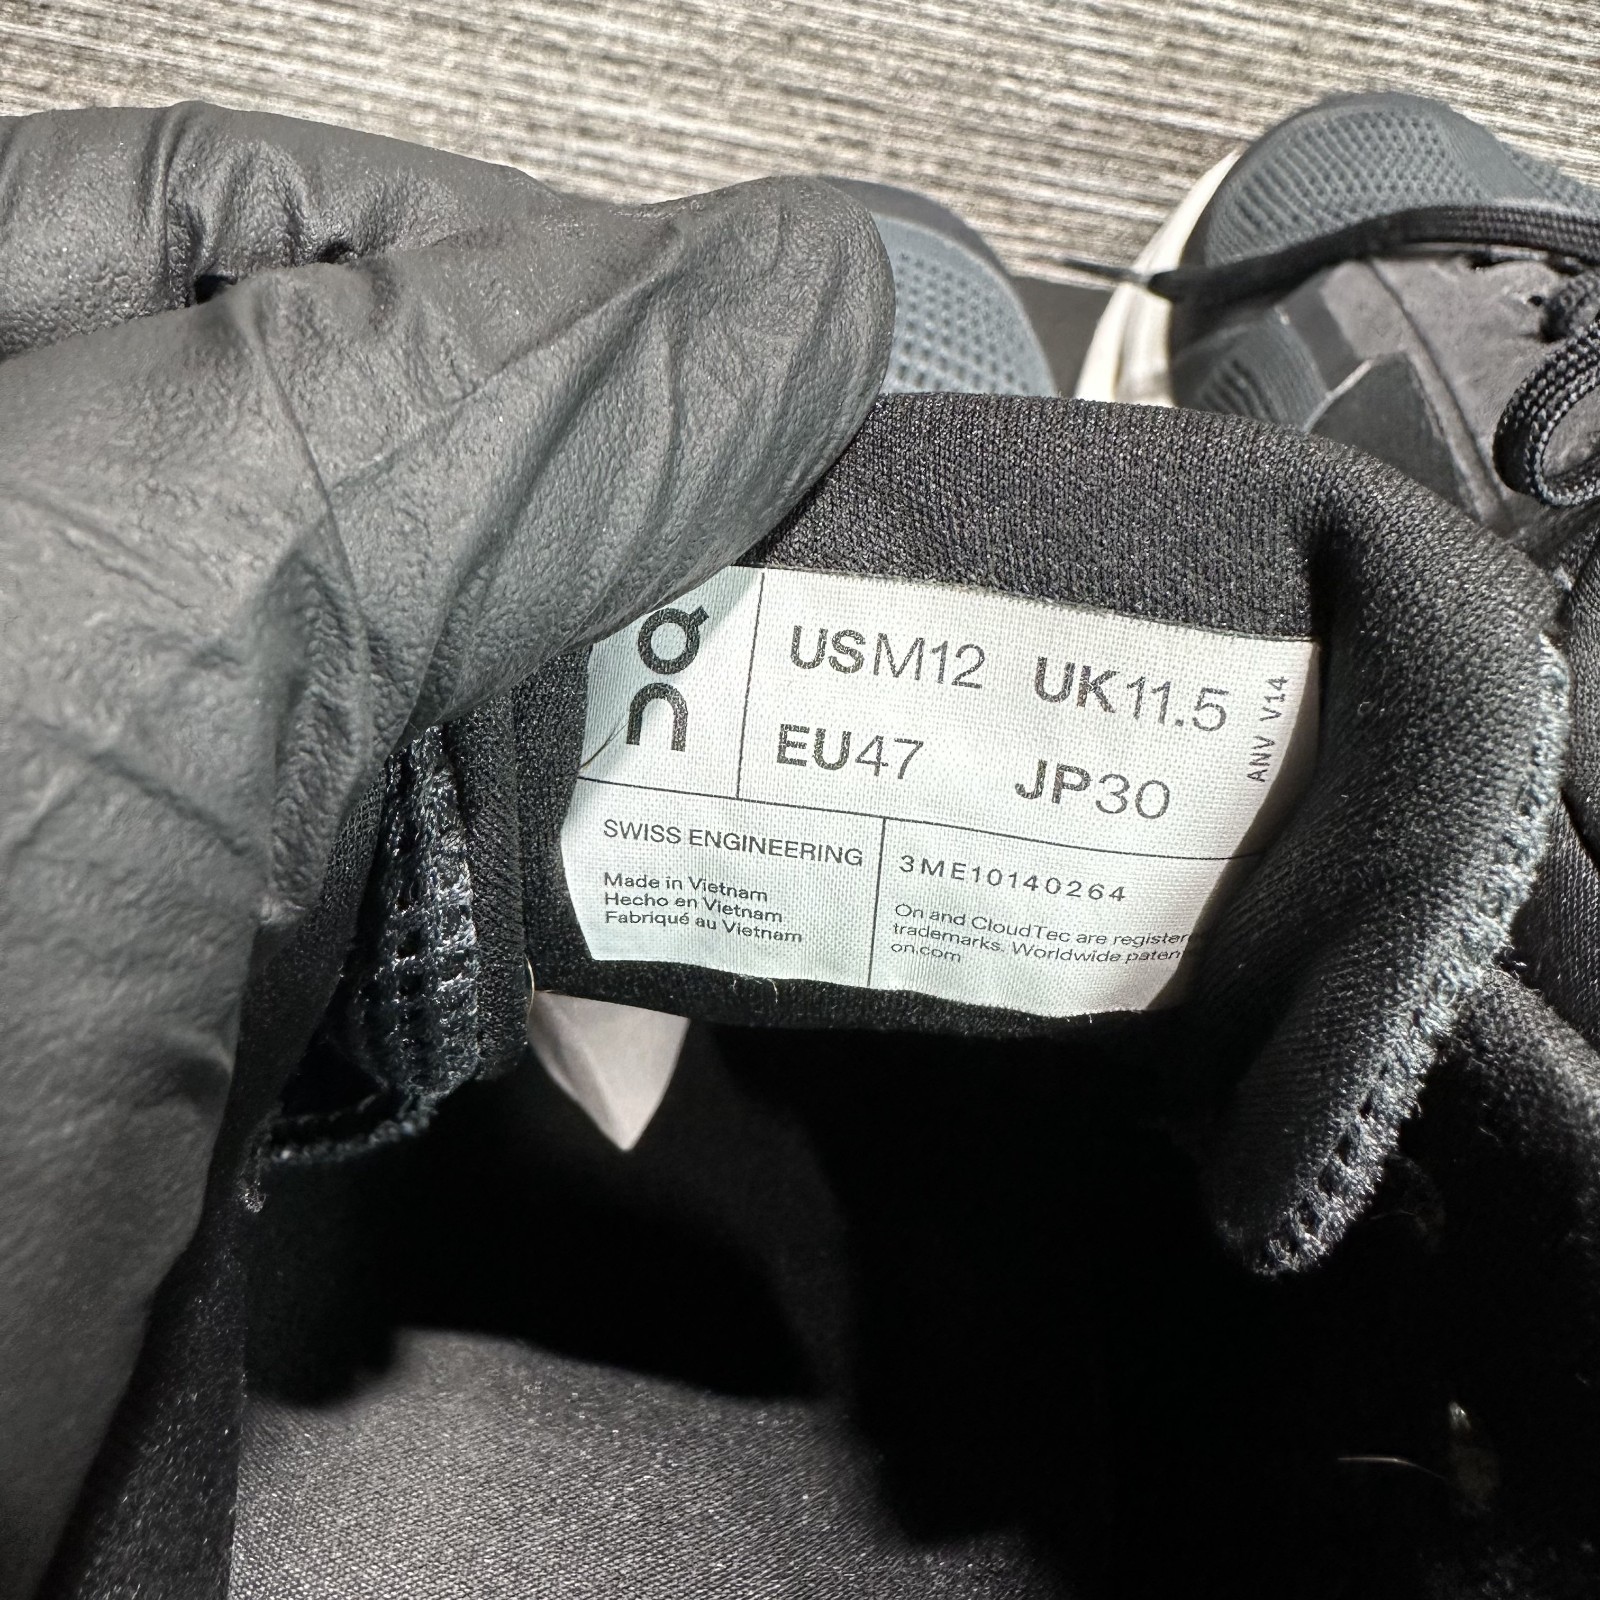 On
USM12 UK11.5
EU47 JP30
ANV V14
SWISS ENGINEERING
Made in Vietnam
Hecho en Vietnam
Fabriqué au Vietnam
3ME10140264
On and CloudTec are register
trademarks. Worldwide paten
on.com